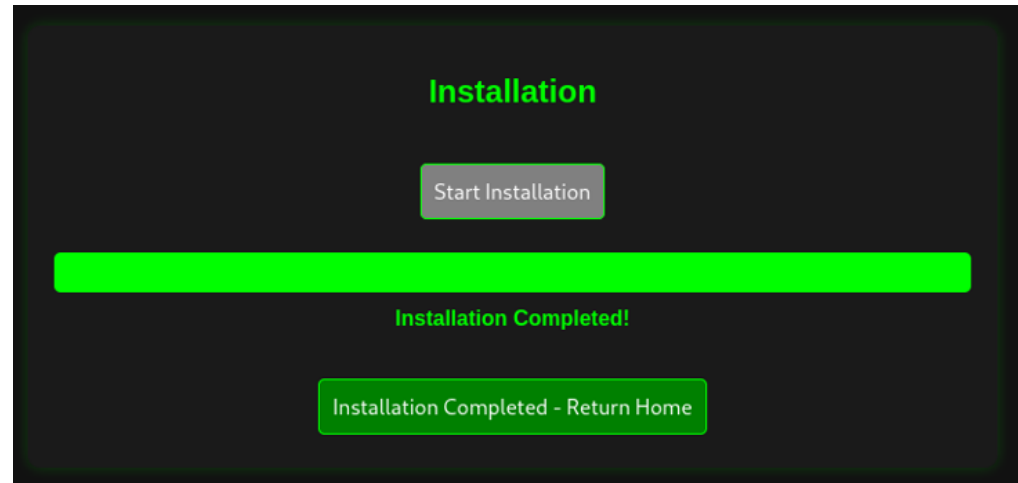 Installation
Start Installation
Installation Completed!
Installation Completed - Return Home